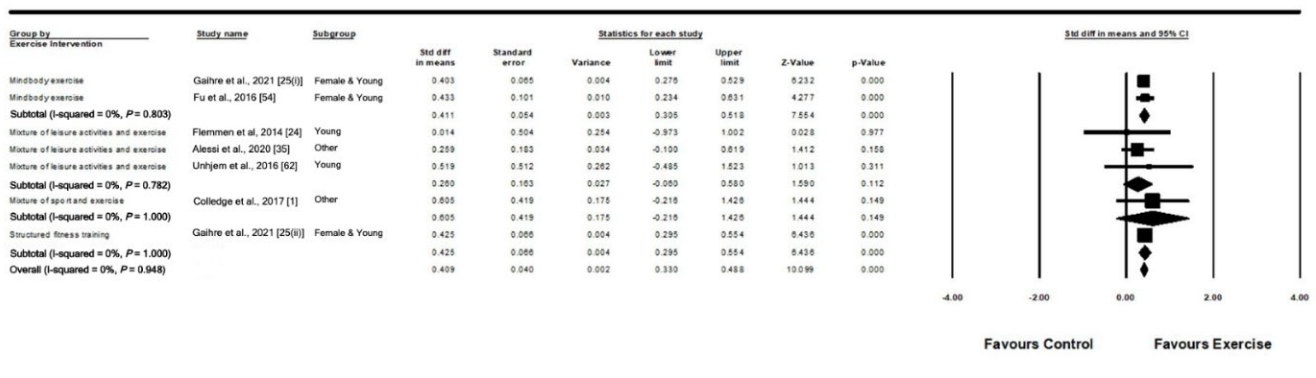 Group by Study name Subgroup Statistics for each study Std diff in means and 95% CI
Exercise Intervention
Std diff in means Standard error Variance Lower limit Upper limit Z-Value p-Value
Mindbody exercise Gaihre et al., 2021 [25(i)] Female & Young 0.403 0.065 0.004 0.276 0.529 6.232 0.000
Mindbody exercise Fu et al., 2016 [54] Female & Young 0.433 0.101 0.010 0.234 0.631 4.277 0.000
Subtotal (I-squared = 0%, P = 0.803) 0.411 0.054 0.003 0.305 0.518 7.554 0.000
Mixture of leisure activities and exercise Flemmen et al, 2014 [24] Young 0.014 0.504 0.254 -0.973 1.002 0.028 0.977
Mixture of leisure activities and exercise Alessi et al., 2020 [35] Other 0.259 0.183 0.034 -0.100 0.619 1.412 0.158
Mixture of leisure activities and exercise Unhjem et al., 2016 [62] Young 0.519 0.512 0.262 -0.485 1.523 1.013 0.311
Subtotal (I-squared = 0%, P = 0.782) 0.260 0.163 0.027 -0.060 0.580 1.590 0.112
Mixture of sport and exercise Colledge et al., 2017 [1] Other 0.605 0.419 0.175 -0.216 1.426 1.444 0.149
Subtotal (I-squared = 0%, P = 1.000) 0.605 0.419 0.175 -0.216 1.426 1.444 0.149
Structured fitness training Gaihre et al., 2021 [25(ii)] Female & Young 0.425 0.066 0.004 0.295 0.554 6.436 0.000
Subtotal (I-squared = 0%, P = 1.000) 0.425 0.066 0.004 0.295 0.554 6.436 0.000
Overall (I-squared = 0%, P = 0.948) 0.409 0.040 0.002 0.330 0.488 10.099 0.000
-4.00 -2.00 0.00 2.00 4.00
Favours Control Favours Exercise